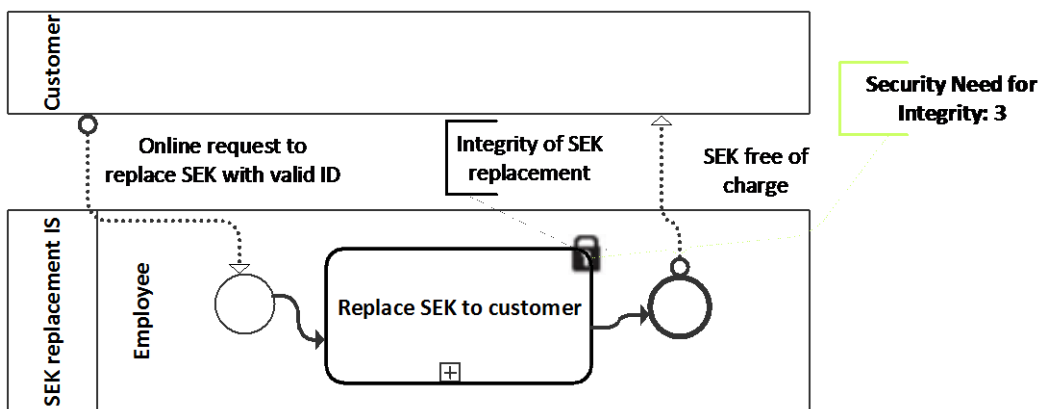 Customer
Security Need for
Integrity: 3
Online request to
replace SEK with valid ID
Integrity of SEK
replacement
SEK free of
charge
SEK replacement IS
Employee
Replace SEK to customer